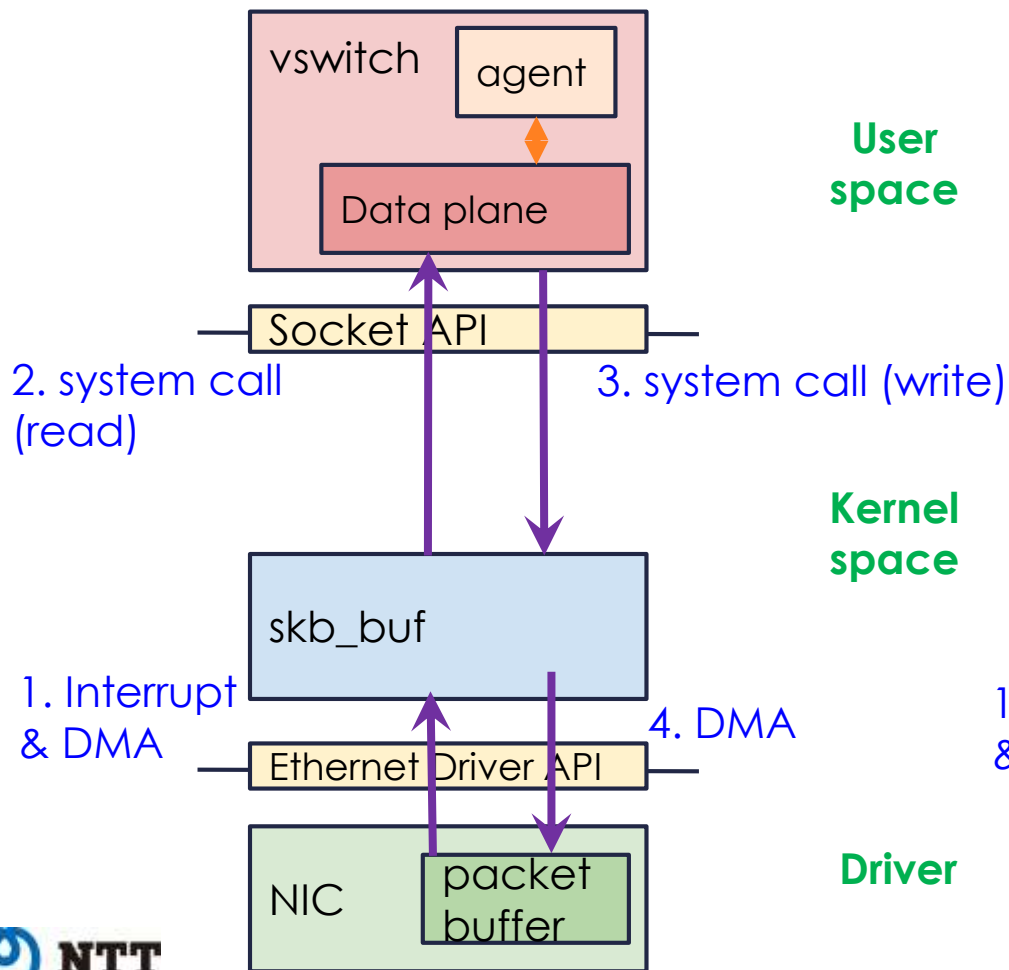 vswitch
agent
User
space
Data plane
Socket API
2. system call
(read)
3. system call (write)
Kernel
space
skb_buf
1. Interrupt
& DMA
4. DMA
1
&
Ethernet Driver API
Driver
NIC
packet
buffer
NTT